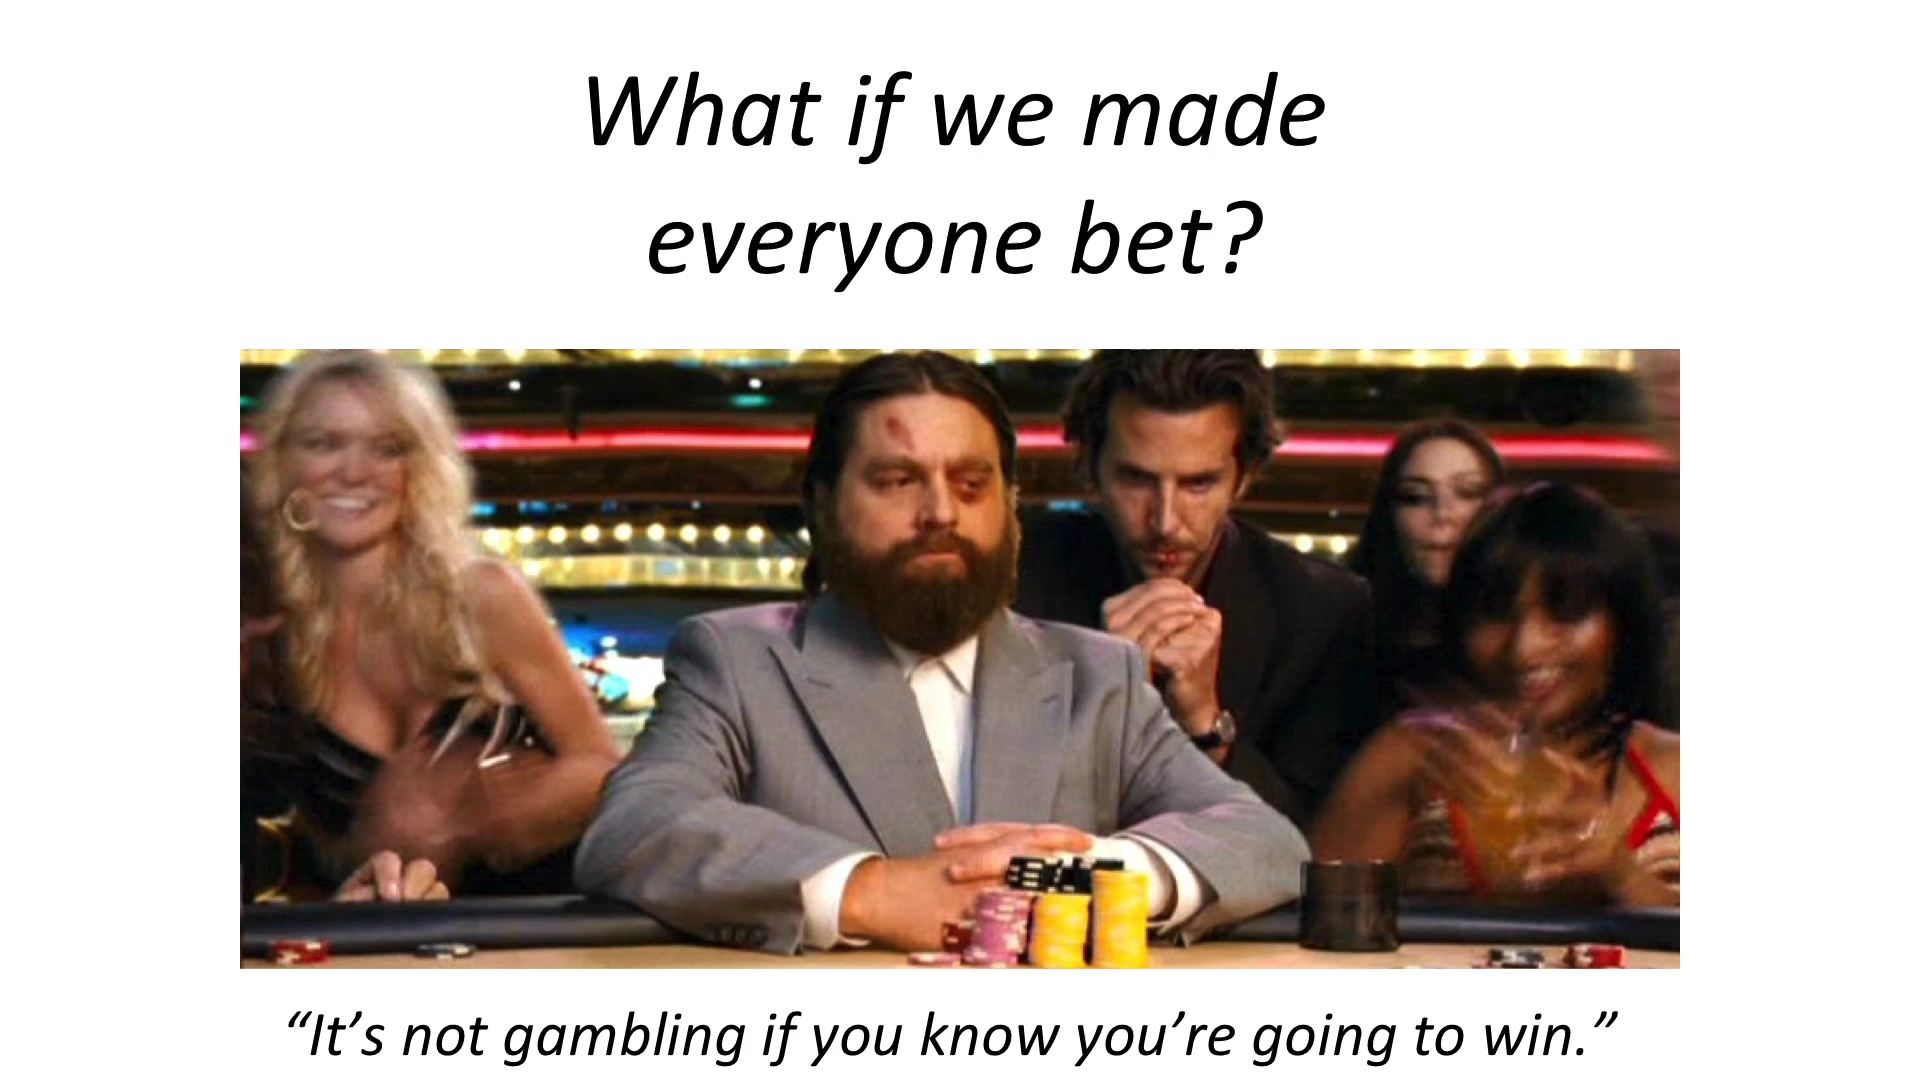 What if we made
everyone bet?
“It’s not gambling if you know you’re going to win.”